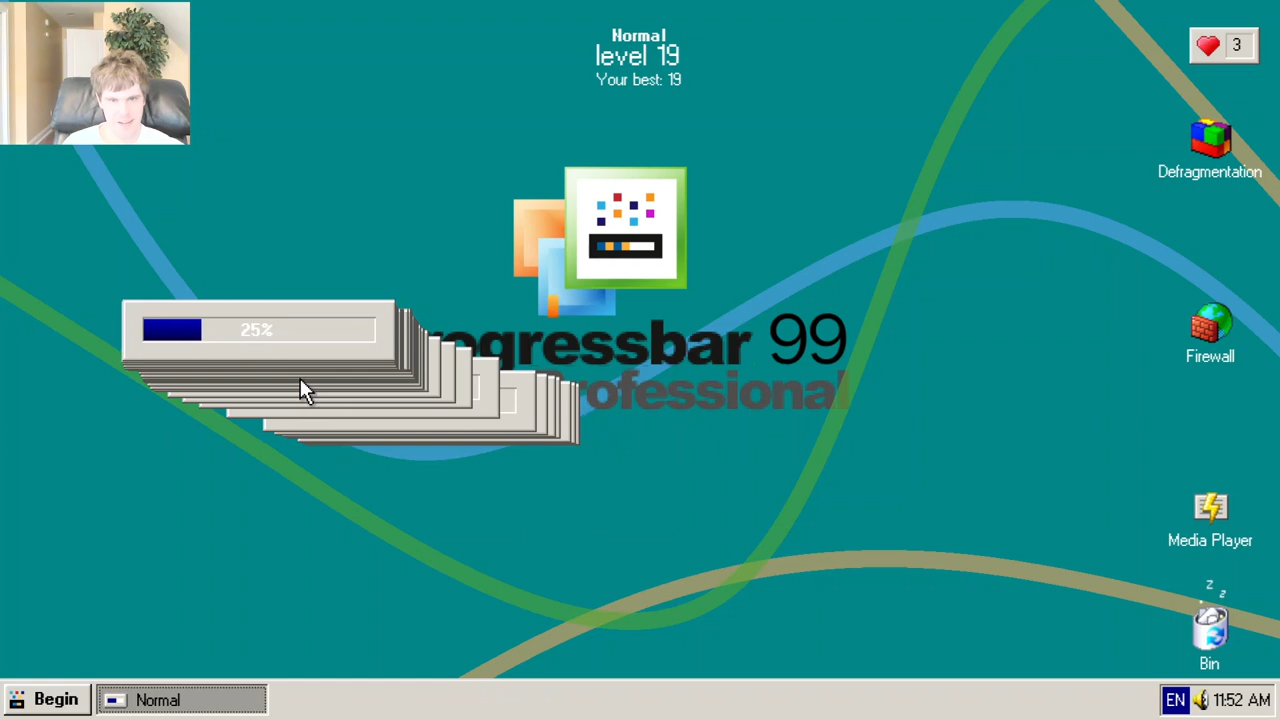 Normal
level 19
Your best: 19
3
Defragmentation
25%
rogressbar 99
Professional
Firewall
Media Player
z z
Bin
Begin
Normal
EN
11:52 AM